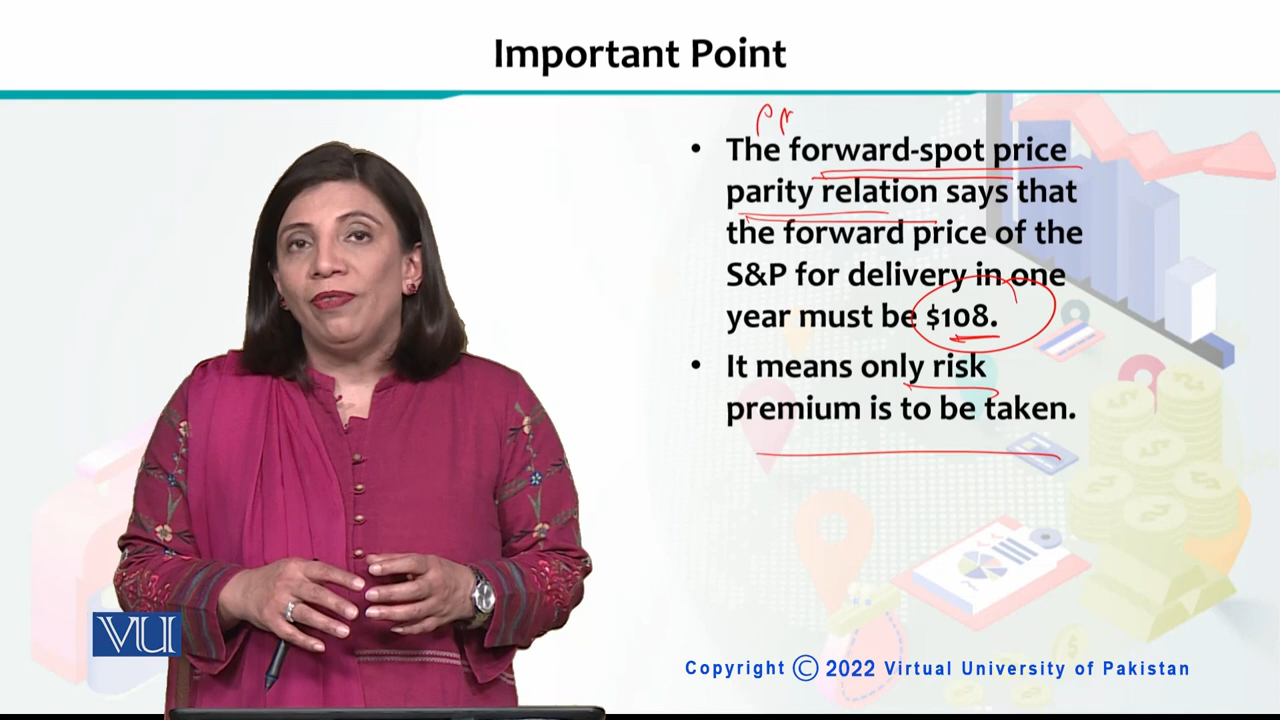 Important Point
• The forward-spot price
parity relation says that
the forward price of the
S&P for delivery in one
year must be $108.
• It means only risk
premium is to be taken.
VU
Copyright © 2022 Virtual University of Pakistan